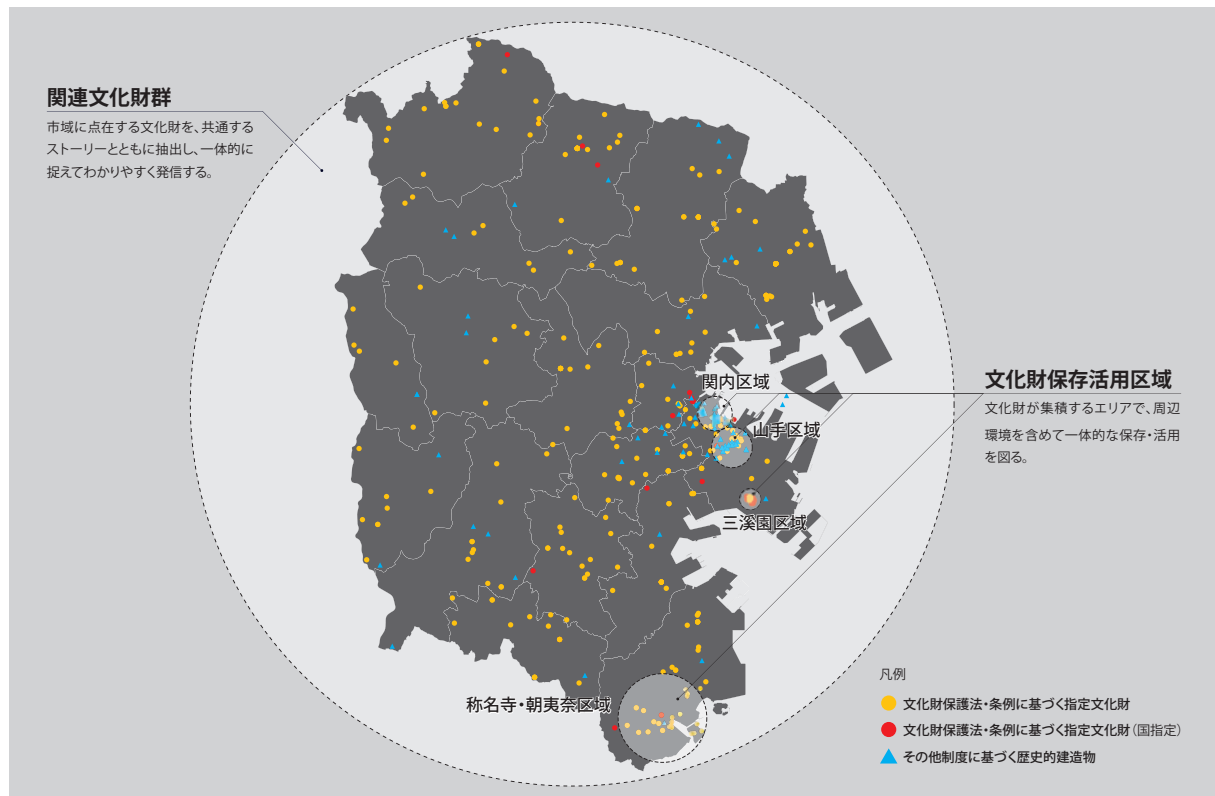 関連文化財群
市域に点在する文化財を、共通する
ストーリーとともに抽出し、一体的に
捉えてわかりやすく発信する。
関内区域
山手区域
三溪園区域
称名寺・朝夷奈区域
文化財保存活用区域
文化財が集積するエリアで、周辺
環境を含めて一体的な保存・活用
を図る。
凡例
文化財保護法・条例に基づく指定文化財
文化財保護法・条例に基づく指定文化財（国指定）
その他制度に基づく歴史的建造物